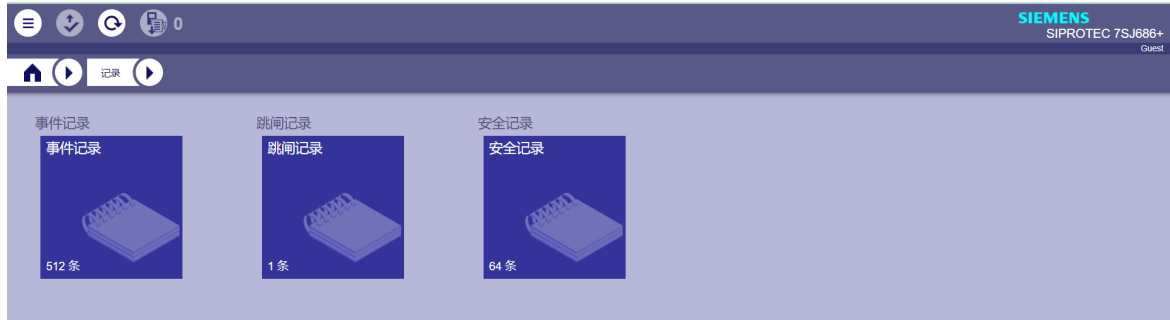 0
SIEMENS
SIPROTEC 7SJ686+
Guest
记录
事件记录
跳闸记录
安全记录
事件记录
跳闸记录
安全记录
512 条
1 条
64 条